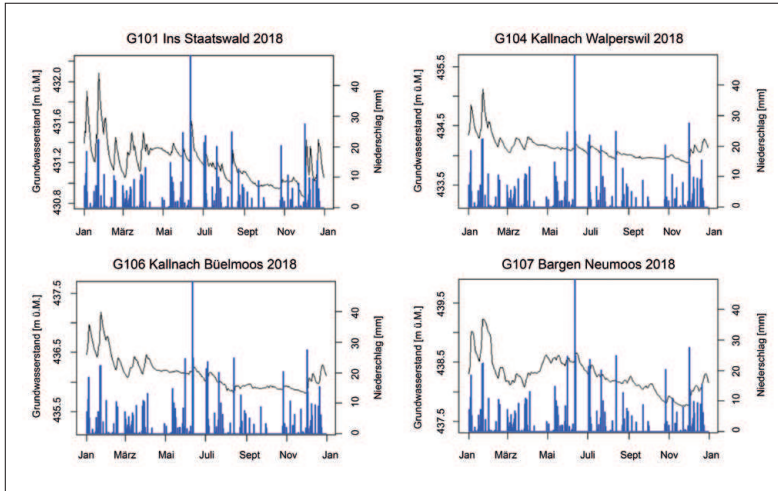 G101 Ins Staatswald 2018
Grundwasserstand [m ü.M.]
432.0
431.6
431.2
430.8
40
30
20
10
0
Niederschlag [mm]
Jan März Mai Juli Sept Nov Jan
G104 Kallnach Walperswil 2018
Grundwasserstand [m ü.M.]
435.5
434.5
433.5
40
30
20
10
0
Niederschlag [mm]
Jan März Mai Juli Sept Nov Jan
G106 Kallnach Büelmoos 2018
Grundwasserstand [m ü.M.]
437.5
436.5
435.5
40
30
20
10
0
Niederschlag [mm]
Jan März Mai Juli Sept Nov Jan
G107 Bargen Neumoos 2018
Grundwasserstand [m ü.M.]
439.5
438.5
437.5
40
30
20
10
0
Niederschlag [mm]
Jan März Mai Juli Sept Nov Jan